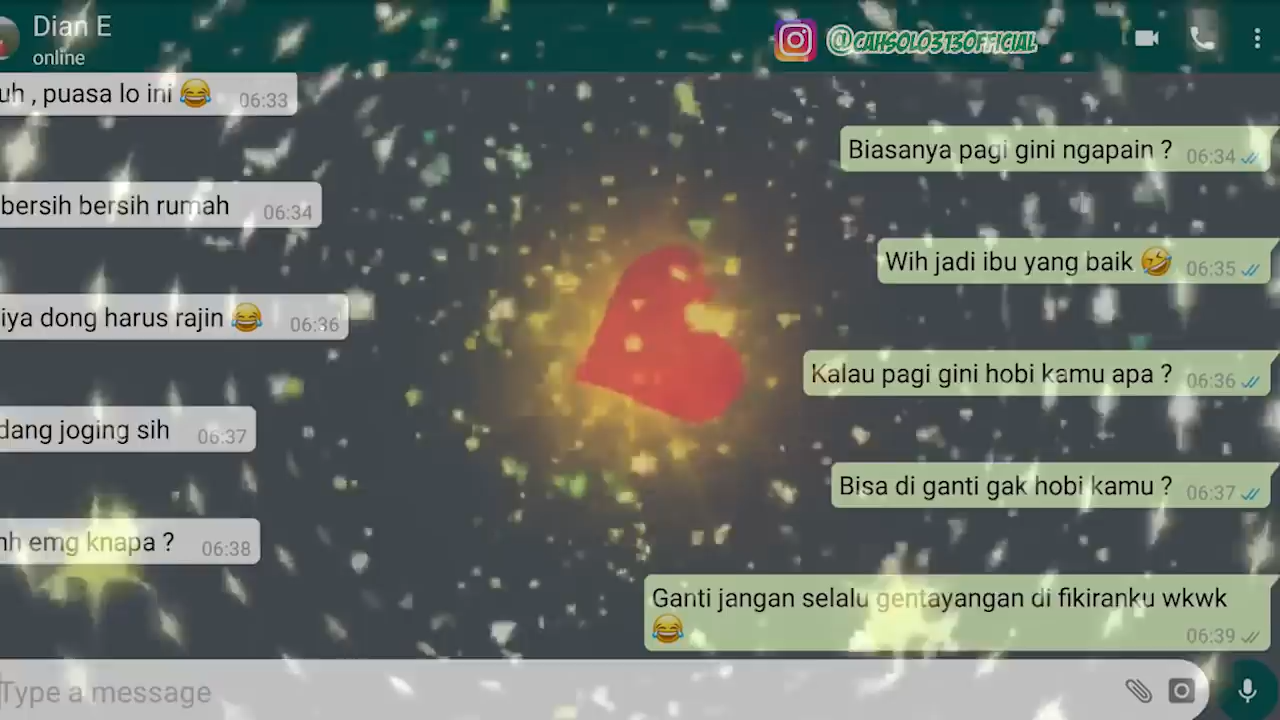 Dian E
online
@CAHSOLO313OFFICIAL
uh , puasa lo ini 😂 06:33
Biasanya pagi gini ngapain ? 06:34
bersih bersih rumah 06:34
Wih jadi ibu yang baik 🤣 06:35
iya dong harus rajin 😂 06:36
Kalau pagi gini hobi kamu apa ? 06:36
dang joging sih 06:37
Bisa di ganti gak hobi kamu ? 06:37
nh emg knapa ? 06:38
Ganti jangan selalu gentayangan di fikiranku wkwk
😂 06:39
Type a message